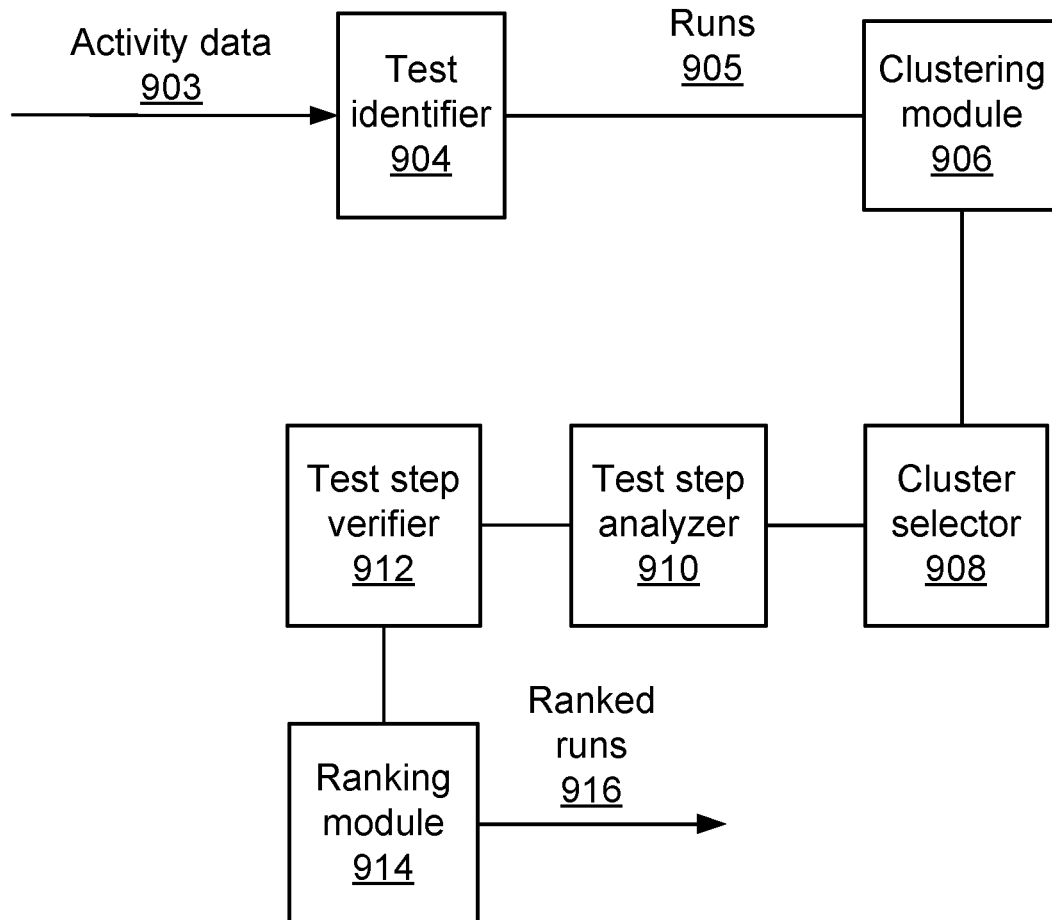 Activity data
903
Test
identifier
904
Runs
905
Clustering
module
906
Test step
verifier
912
Test step
analyzer
910
Cluster
selector
908
Ranking
module
914
Ranked
runs
916